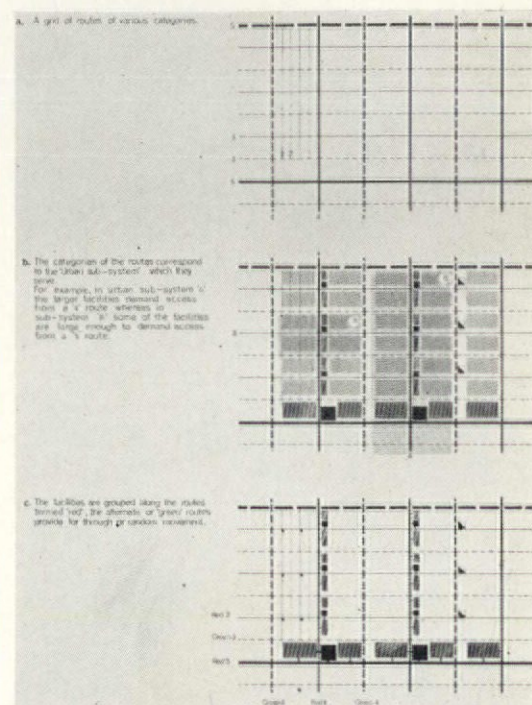 a. A grid of routes of various categories.
b. The categories of the routes correspond
to the 'urban sub-system' which they
serve.
For example, in urban sub-system
the larger facilities demand access
from a route whereas in
sub-system some of the facilities
are large enough to demand access
from a route.
c. The facilities are grouped along the routes
termed 'red', the alternate or 'green' routes
provide for through or random movement.